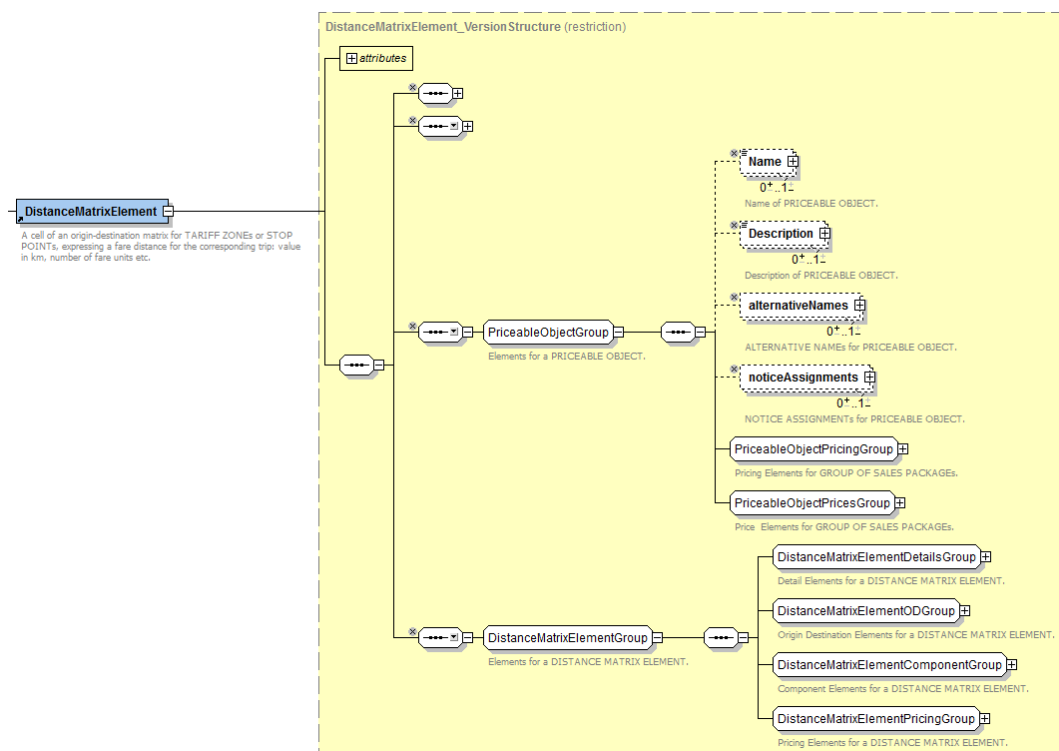 DistanceMatrixElement_VersionStructure (restriction)
attributes
Name
0..1
Name of PRICEABLE OBJECT.
DistanceMatrixElement
A cell of an origin-destination matrix for TARIFF ZONEs or STOP
POINTs, expressing a fare distance for the corresponding trip: value
in km, number of fare units etc.
Description
0..1
Description of PRICEABLE OBJECT.
alternativeNames
0..1
ALTERNATIVE NAMEs for PRICEABLE OBJECT.
PriceableObjectGroup
Elements for a PRICEABLE OBJECT.
noticeAssignments
0..1
NOTICE ASSIGNMENTs for PRICEABLE OBJECT.
PriceableObjectPricingGroup
Pricing Elements for GROUP OF SALES PACKAGEs.
PriceableObjectPricesGroup
Price Elements for GROUP OF SALES PACKAGEs.
DistanceMatrixElementDetailsGroup
Detail Elements for a DISTANCE MATRIX ELEMENT.
DistanceMatrixElementODGroup
Origin Destination Elements for a DISTANCE MATRIX ELEMENT.
DistanceMatrixElementGroup
Elements for a DISTANCE MATRIX ELEMENT.
DistanceMatrixElementComponentGroup
Component Elements for a DISTANCE MATRIX ELEMENT.
DistanceMatrixElementPricingGroup
Pricing Elements for a DISTANCE MATRIX ELEMENT.